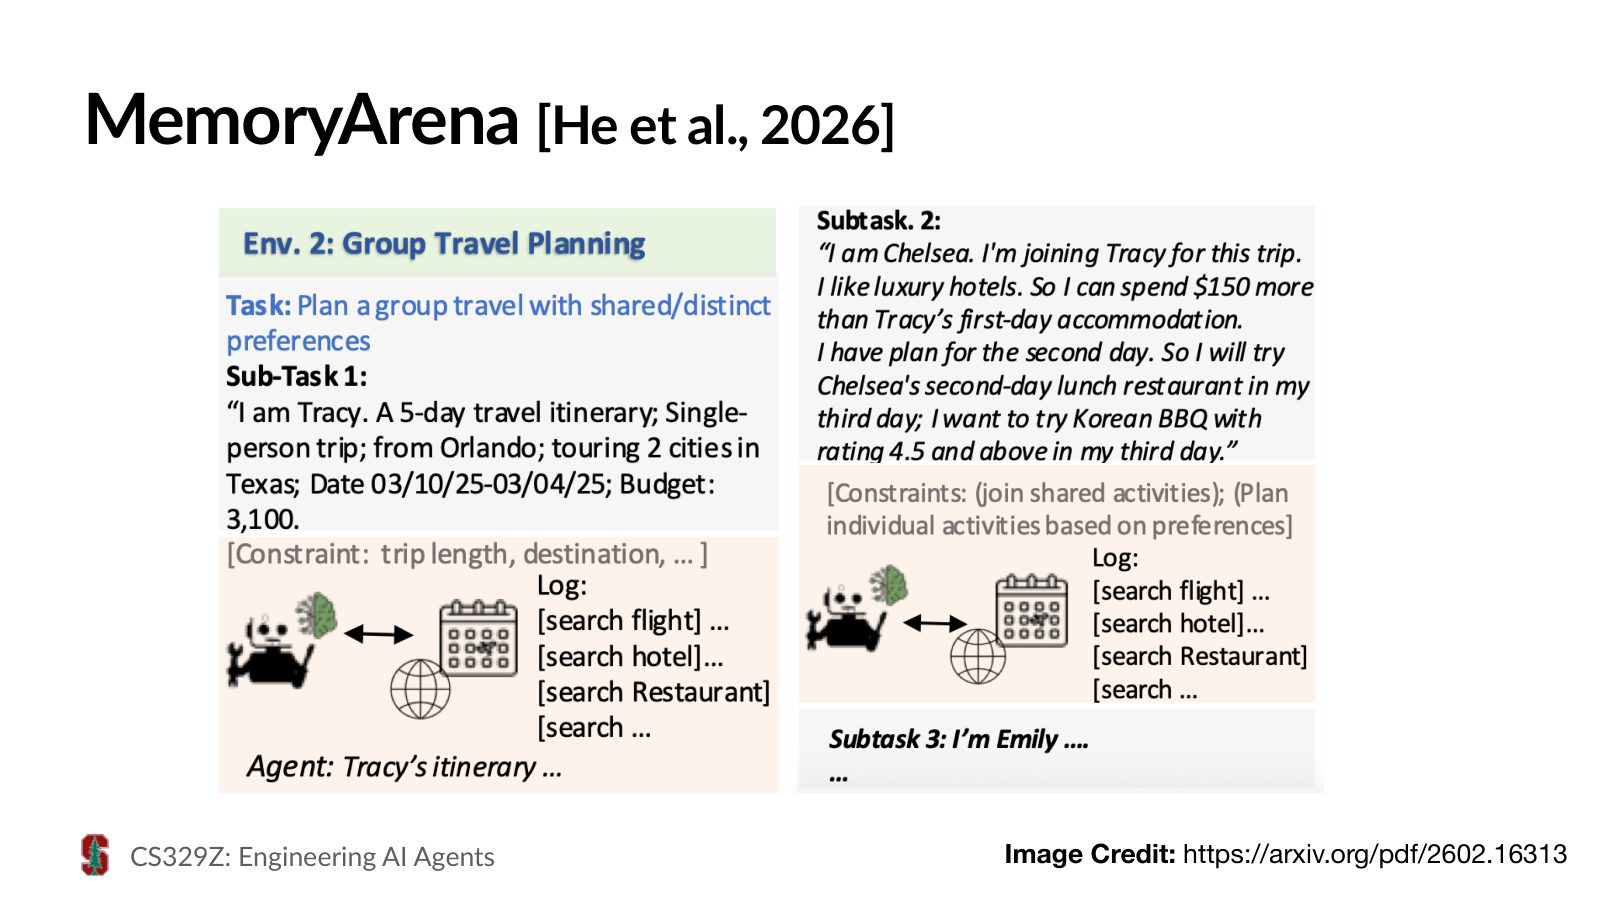 MemoryArena [He et al., 2026]
Env. 2: Group Travel Planning
Task: Plan a group travel with shared/distinct
preferences
Sub-Task 1:
“I am Tracy. A 5-day travel itinerary; Single-
person trip; from Orlando; touring 2 cities in
Texas; Date 03/10/25-03/04/25; Budget:
3,100.
[Constraint: trip length, destination, ... ]
Log:
[search flight] ...
[search hotel]...
[search Restaurant]
[search ...
Agent: Tracy’s itinerary ...
Subtask. 2:
“I am Chelsea. I'm joining Tracy for this trip.
I like luxury hotels. So I can spend $150 more
than Tracy’s first-day accommodation.
I have plan for the second day. So I will try
Chelsea's second-day lunch restaurant in my
third day; I want to try Korean BBQ with
rating 4.5 and above in my third day.”
[Constraints: (join shared activities); (Plan
individual activities based on preferences]
Log:
[search flight] ...
[search hotel]...
[search Restaurant]
[search ...
Subtask 3: I’m Emily ....
...
CS329Z: Engineering AI Agents
Image Credit: https://arxiv.org/pdf/2602.16313